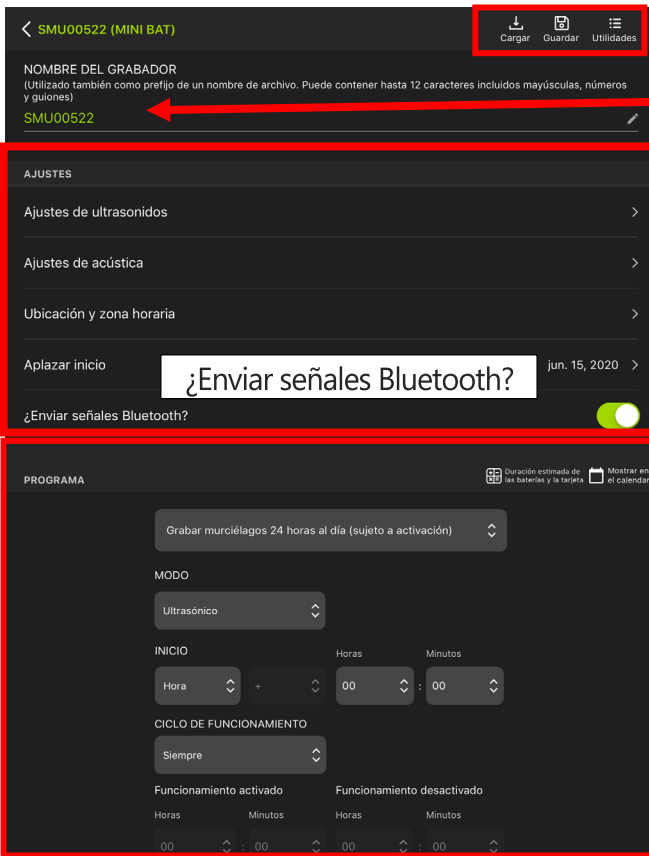 SMU00522 (MINI BAT)
Cargar Guardar Utilidades
NOMBRE DEL GRABADOR
(Utilizado también como prefijo de un nombre de archivo. Puede contener hasta 12 caracteres incluidos mayúsculas, números
y guiones)
SMU00522
AJUSTES
Ajustes de ultrasonidos
Ajustes de acústica
Ubicación y zona horaria
Aplazar inicio jun. 15, 2020
¿Enviar señales Bluetooth?
¿Enviar señales Bluetooth?
PROGRAMA
Duración estimada de
las baterías y la tarjeta
Mostrar en
el calendar
Grabar murciélagos 24 horas al día (sujeto a activación)
MODO
Ultrasónico
INICIO Horas Minutos
Hora + 00 : 00
CICLO DE FUNCIONAMIENTO
Siempre
Funcionamiento activado Funcionamiento desactivado
Horas Minutos Horas Minutos
00 : 00 00 : 00